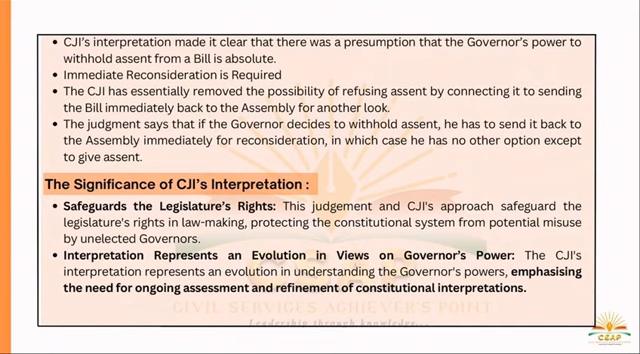 • CJI's interpretation made it clear that there was a presumption that the Governor's power to
withhold assent from a Bill is absolute.
• Immediate Reconsideration is Required
• The CJI has essentially removed the possibility of refusing assent by connecting it to sending
the Bill immediately back to the Assembly for another look.
• The judgment says that if the Governor decides to withhold assent, he has to send it back to
the Assembly immediately for reconsideration, in which case he has no other option except
to give assent.
The Significance of CJI's Interpretation :
• Safeguards the Legislature's Rights: This judgement and CJI's approach safeguard the
legislature's rights in law-making, protecting the constitutional system from potential misuse
by unelected Governors.
• Interpretation Represents an Evolution in Views on Governor's Power: The CJI's
interpretation represents an evolution in understanding the Governor's powers, emphasising
the need for ongoing assessment and refinement of constitutional interpretations.
CIVIL SERVICES ACHIEVER'S POINT
Leadership through knowledge...
CSAP